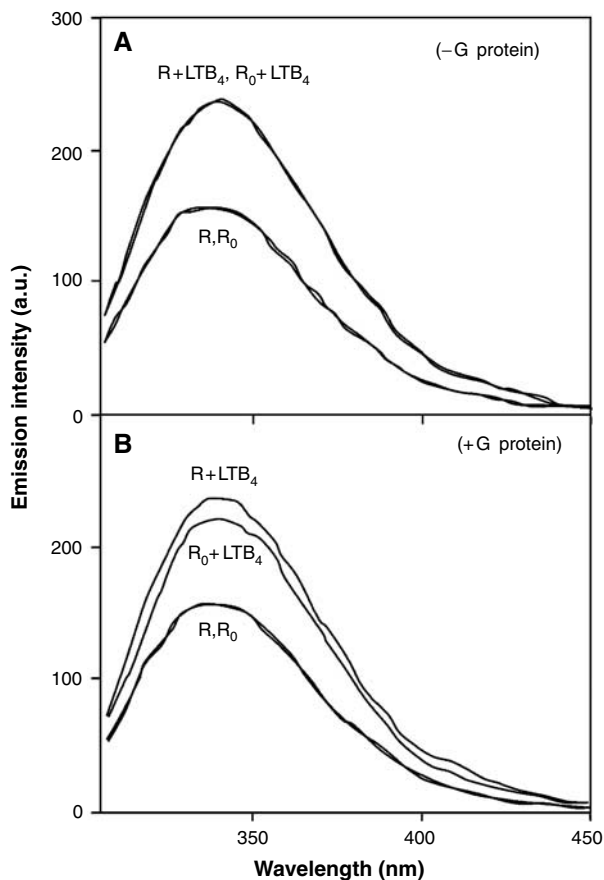 A
(−G protein)
R+LTB₄, R₀+LTB₄
R,R₀
300
200
100
0
B
(+G protein)
R+LTB₄
R₀+LTB₄
R,R₀
200
100
0
350
400
450
Emission intensity (a.u.)
Wavelength (nm)